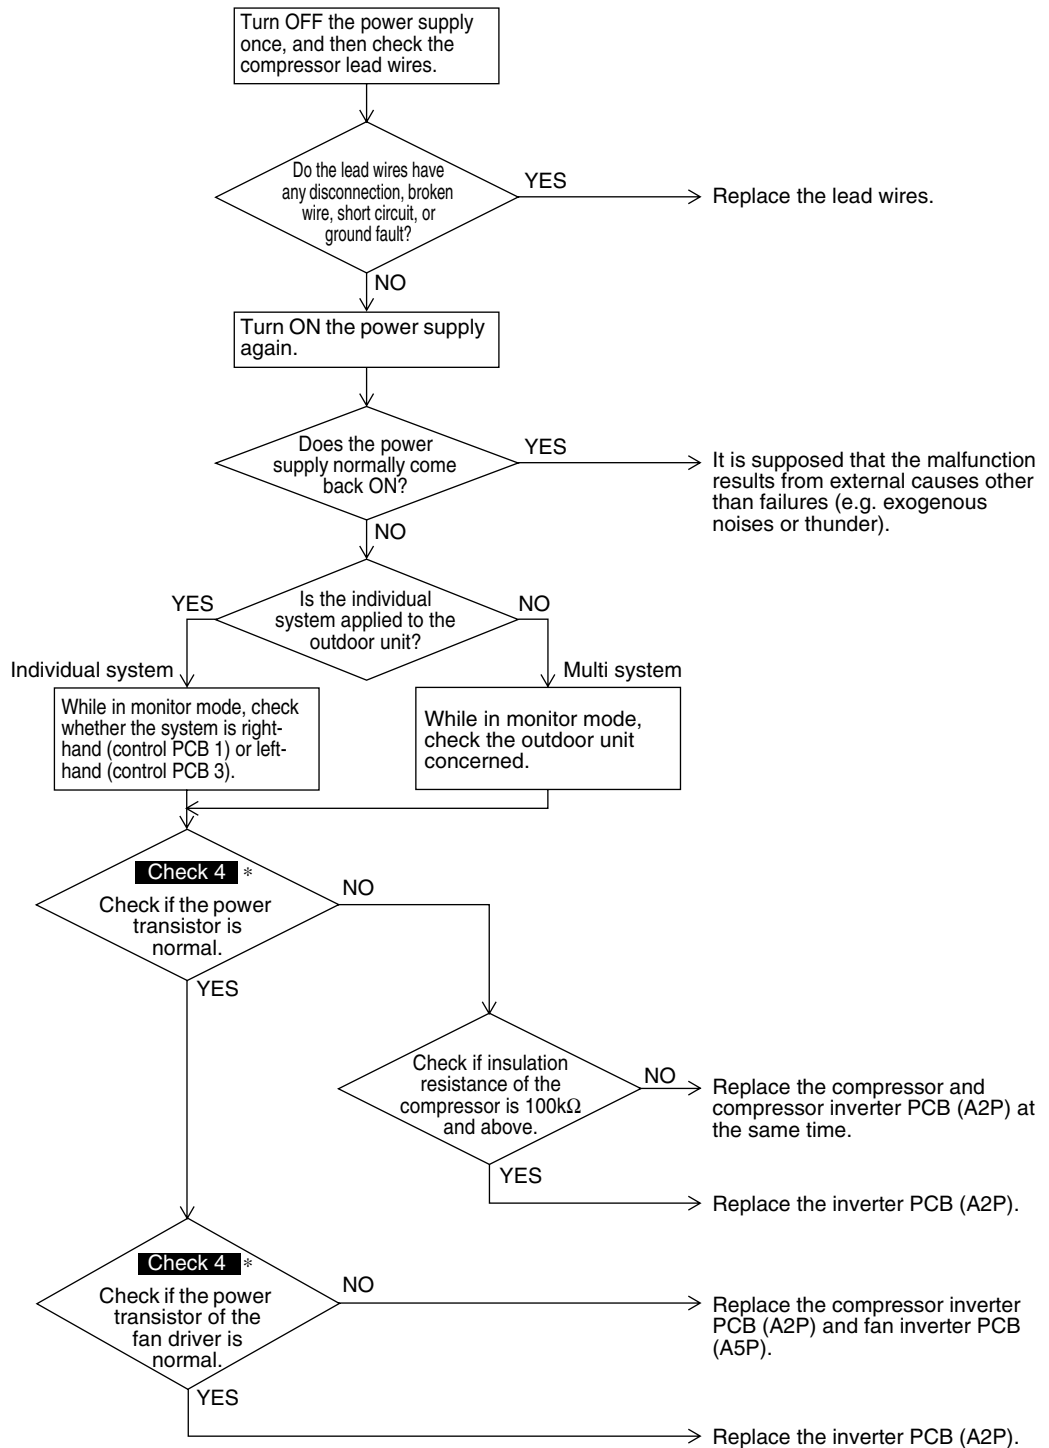 Turn OFF the power supply
once, and then check the
compressor lead wires.
Do the lead wires have
any disconnection, broken
wire, short circuit, or
ground fault?
YES
Replace the lead wires.
NO
Turn ON the power supply
again.
Does the power
supply normally come
back ON?
YES
It is supposed that the malfunction
results from external causes other
than failures (e.g. exogenous
noises or thunder).
NO
Is the individual
system applied to the
outdoor unit?
YES
NO
Individual system
Multi system
While in monitor mode, check
whether the system is right-
hand (control PCB 1) or left-
hand (control PCB 3).
While in monitor mode,
check the outdoor unit
concerned.
Check 4 *
Check if the power
transistor is
normal.
NO
YES
Check if insulation
resistance of the
compressor is 100kΩ
and above.
NO
Replace the compressor and
compressor inverter PCB (A2P) at
the same time.
YES
Replace the inverter PCB (A2P).
Check 4 *
Check if the power
transistor of the
fan driver is
normal.
NO
Replace the compressor inverter
PCB (A2P) and fan inverter PCB
(A5P).
YES
Replace the inverter PCB (A2P).